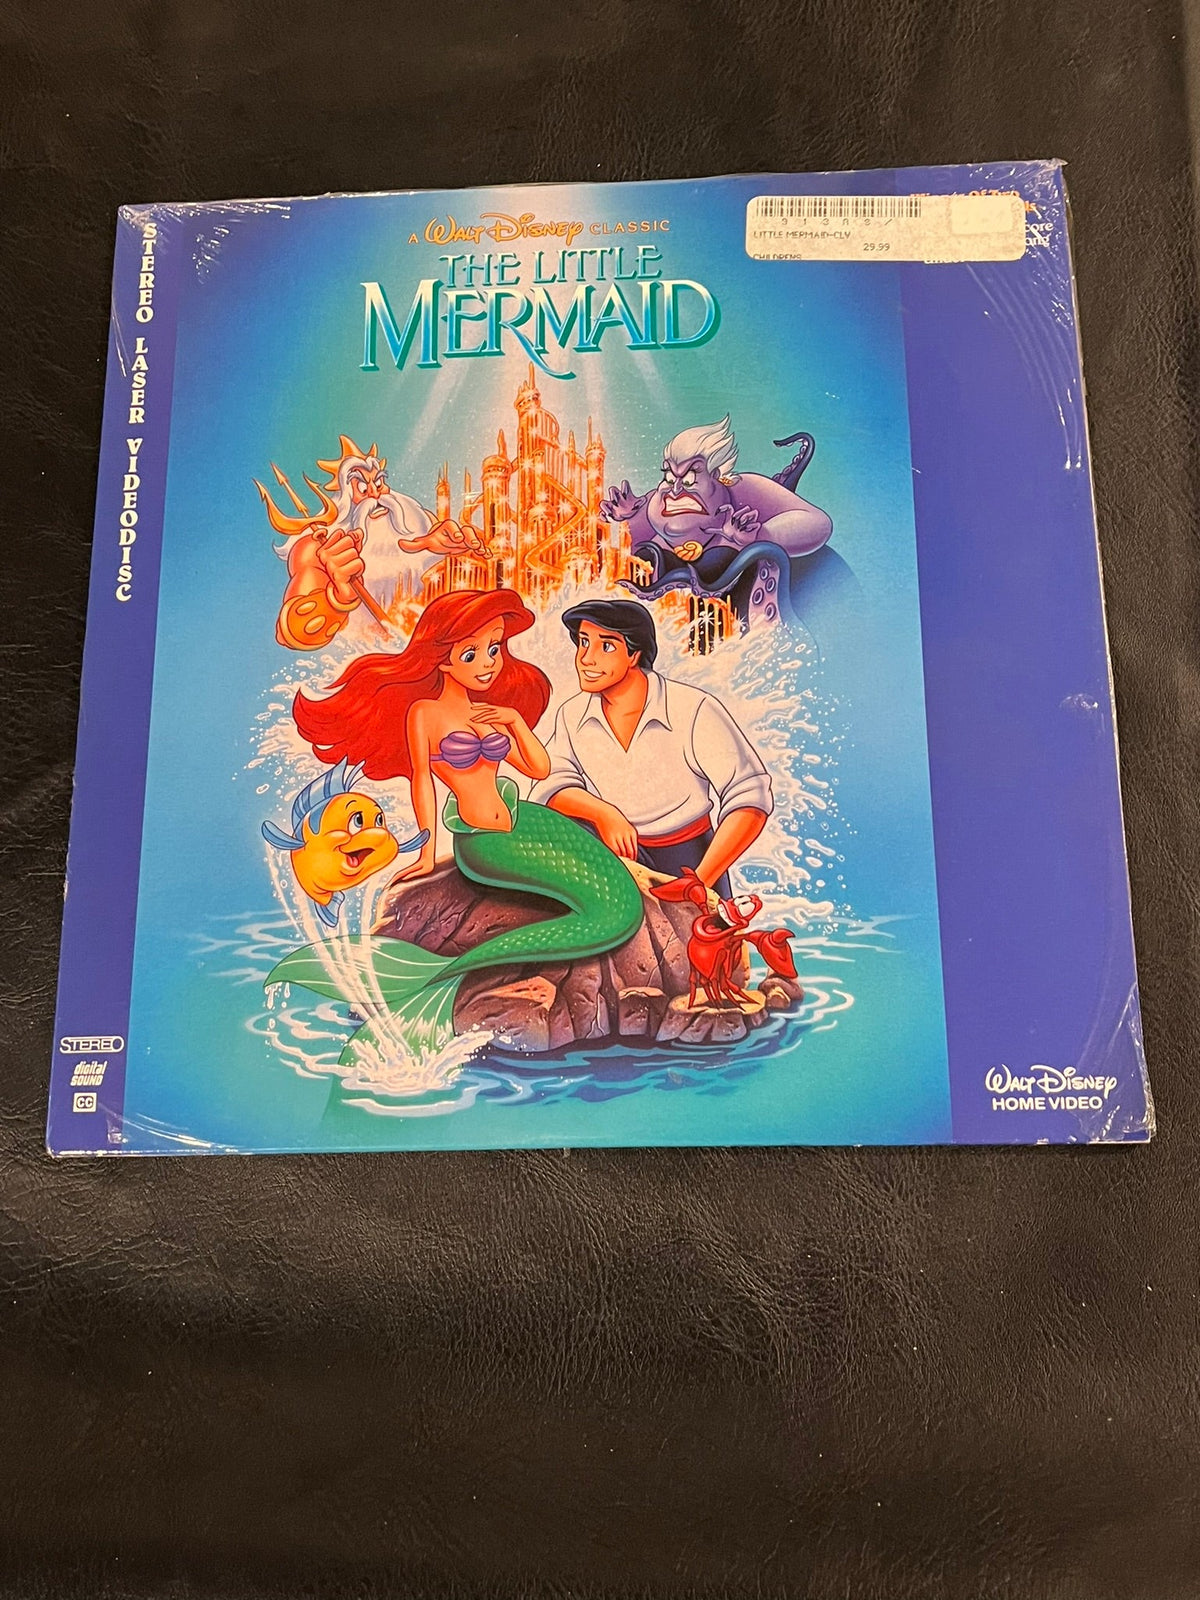 STEREO LASER VIDEODISC
A WALT DISNEY CLASSIC
THE LITTLE
MERMAID
LITTLE MERMAID-CLV
29.99
CHILDRENS
STEREO
digital
SOUND
CC
WALT DISNEY
HOME VIDEO